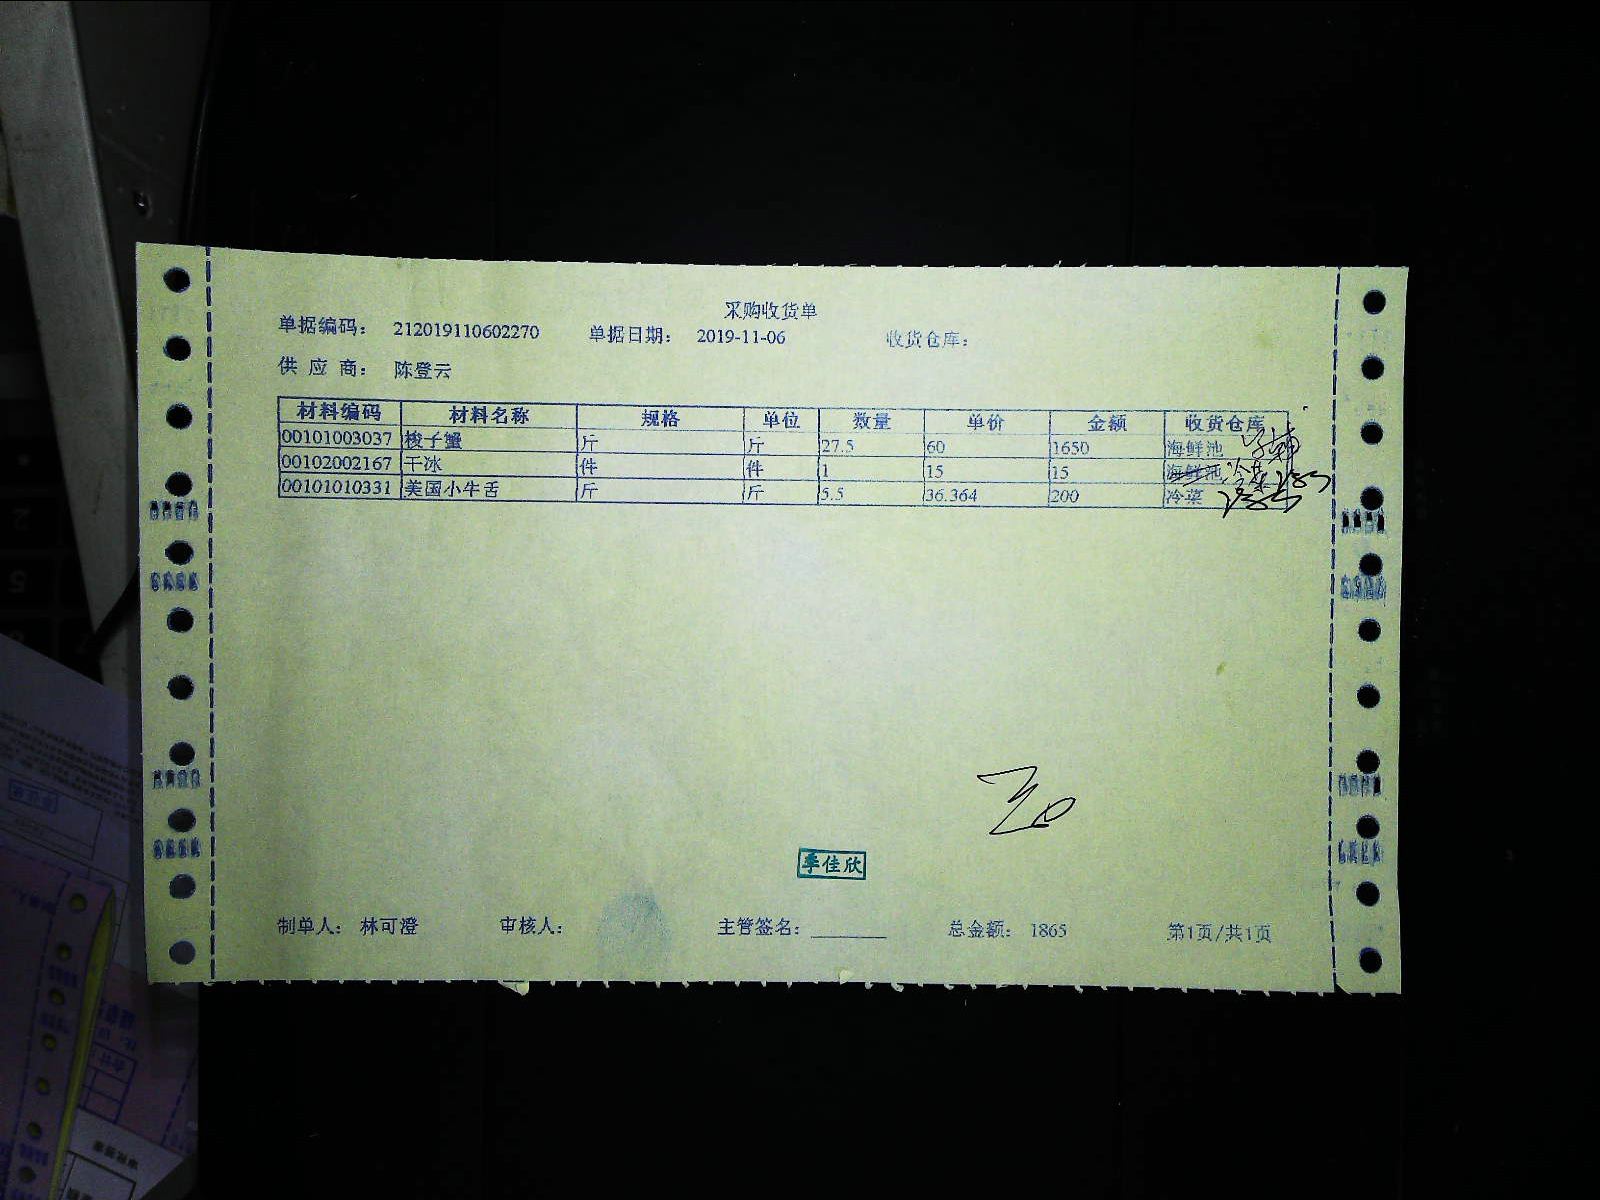 采购收货单
单据编码： 212019110602270 单据日期： 2019-11-06 收货仓库：
供 应 商： 陈登云
材料编码 材料名称 规格 单位 数量 单价 金额 收货仓库
00101003037 梭子蟹 斤 斤 27.5 60 1650 海鲜池
00102002167 干冰 件 件 1 15 15 海鲜池 冷菜
00101010331 美国小牛舌 斤 斤 5.5 36.364 200 冷菜
季佳欣
制单人： 林可澄 审核人： 主管签名： 总金额： 1865 第1页/共1页